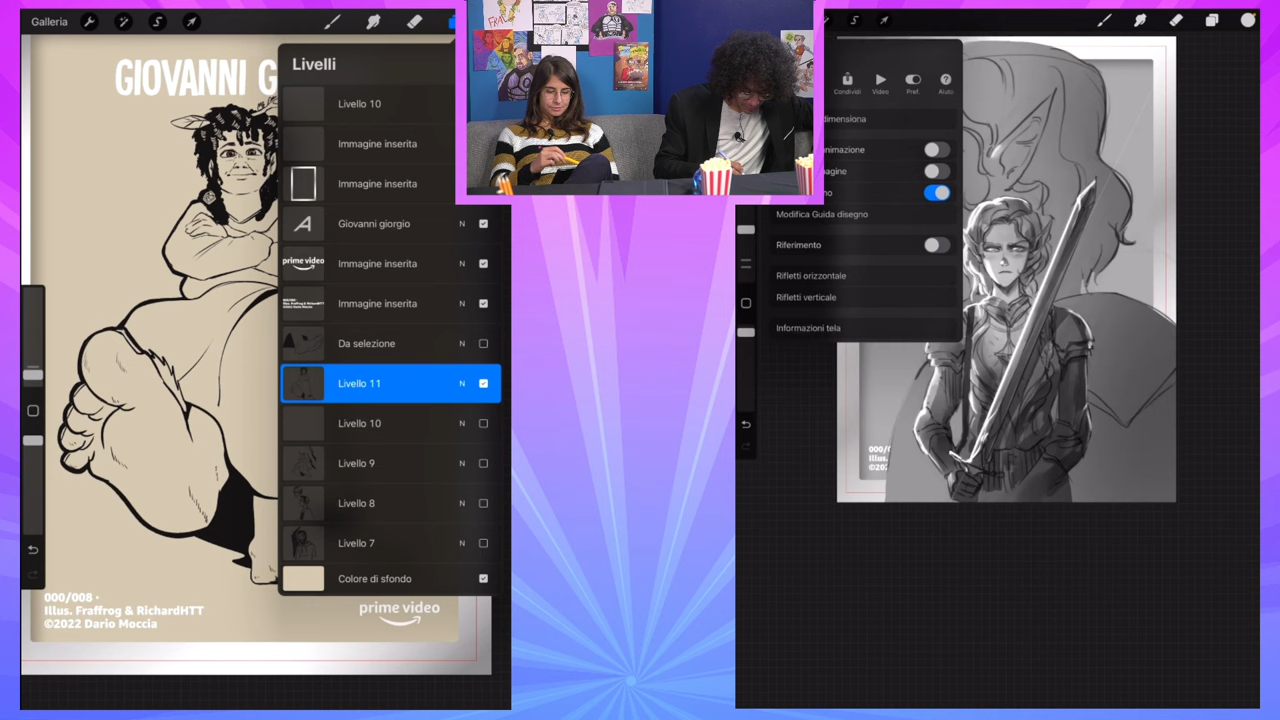 Galleria
GIOVANNI G
Livelli
Livello 10
Immagine inserita
Immagine inserita
A
Giovanni giorgio
N
prime video
Immagine inserita
N
Immagine inserita
N
Da selezione
N
Livello 11
N
Livello 10
N
Livello 9
N
Livello 8
N
Livello 7
N
Colore di sfondo
000/008 ·
Illus. Fraffrog & RichardHTT
©2022 Dario Moccia
prime video
Condividi
Video
Pref.
Aiuto
dimensiona
nimazione
agine
no
Modifica Guida disegno
Riferimento
Rifletti orizzontale
Rifletti verticale
Informazioni tela
000/0
Illus.
©202